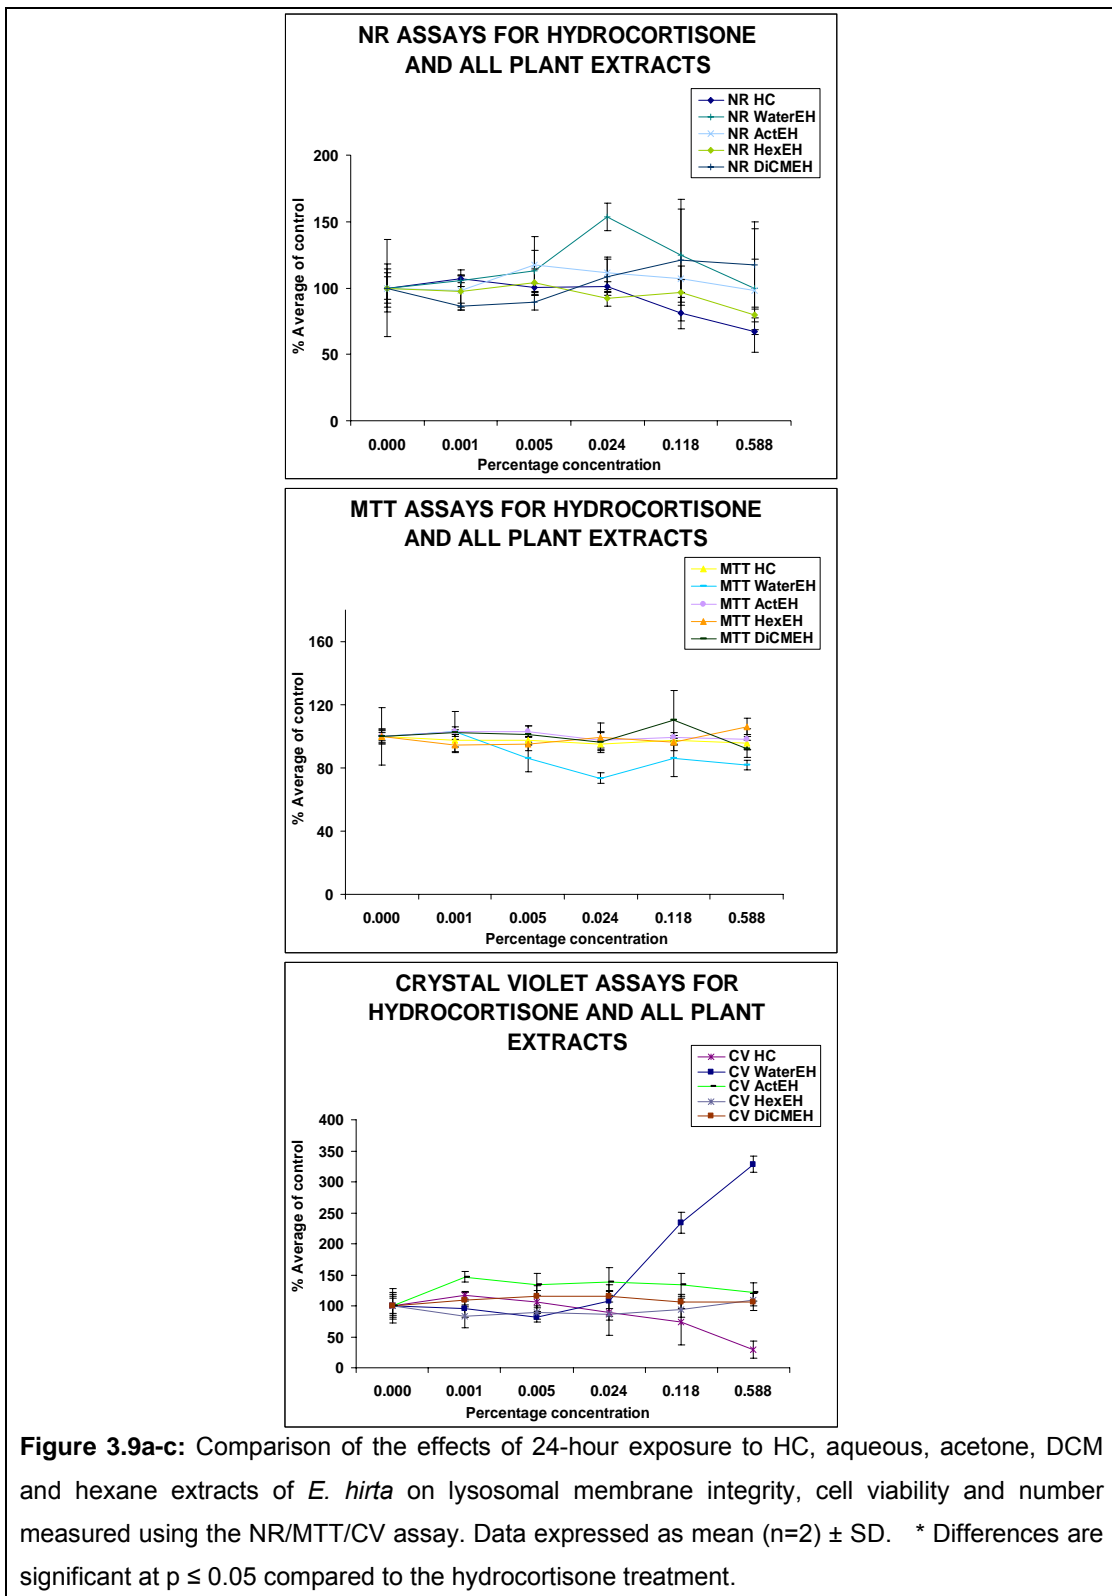 NR ASSAYS FOR HYDROCORTISONE
AND ALL PLANT EXTRACTS
NR HC
NR WaterEH
NR ActEH
NR HexEH
NR DiCMEH
% Average of control
200
150
100
50
0
0.000 0.001 0.005 0.024 0.118 0.588
Percentage concentration
MTT ASSAYS FOR HYDROCORTISONE
AND ALL PLANT EXTRACTS
MTT HC
MTT WaterEH
MTT ActEH
MTT HexEH
MTT DiCMEH
% Average of control
160
120
80
40
0
0.000 0.001 0.005 0.024 0.118 0.588
Percentage concentration
CRYSTAL VIOLET ASSAYS FOR
HYDROCORTISONE AND ALL PLANT
EXTRACTS
CV HC
CV WaterEH
CV ActEH
CV HexEH
CV DiCMEH
% Average of control
400
350
300
250
200
150
100
50
0
0.000 0.001 0.005 0.024 0.118 0.588
Percentage concentration
Figure 3.9a-c: Comparison of the effects of 24-hour exposure to HC, aqueous, acetone, DCM
and hexane extracts of E. hirta on lysosomal membrane integrity, cell viability and number
measured using the NR/MTT/CV assay. Data expressed as mean (n=2) ± SD. * Differences are
significant at p ≤ 0.05 compared to the hydrocortisone treatment.